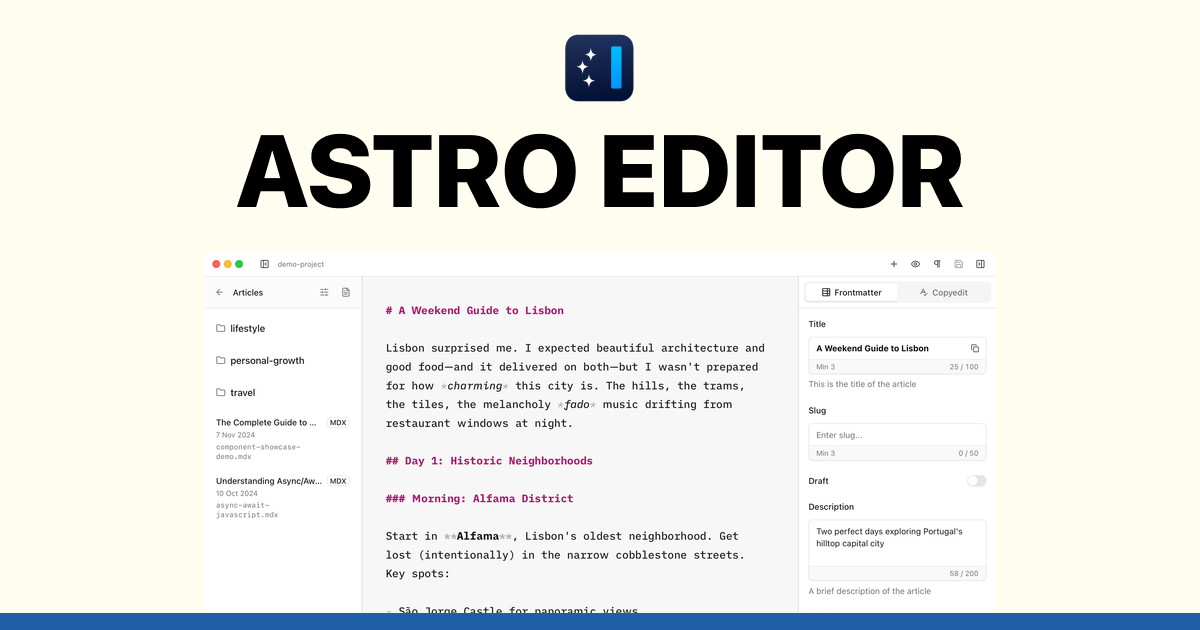 ASTRO EDITOR
demo-project
Articles
lifestyle
personal-growth
travel
The Complete Guide to ... MDX
7 Nov 2024
component-showcase-
demo.mdx
Understanding Async/Aw... MDX
10 Oct 2024
async-await-
javascript.mdx
# A Weekend Guide to Lisbon
Lisbon surprised me. I expected beautiful architecture and
good food—and it delivered on both—but I wasn't prepared
for how *charming* this city is. The hills, the trams,
the tiles, the melancholy *fado* music drifting from
restaurant windows at night.
## Day 1: Historic Neighborhoods
### Morning: Alfama District
Start in **Alfama**, Lisbon's oldest neighborhood. Get
lost (intentionally) in the narrow cobblestone streets.
Key spots:
- São Jorge Castle for panoramic views
Frontmatter
Copyedit
Title
A Weekend Guide to Lisbon
Min 3 25 / 100
This is the title of the article
Slug
Enter slug...
Min 3 0 / 50
Draft
Description
Two perfect days exploring Portugal's
hilltop capital city
58 / 200
A brief description of the article